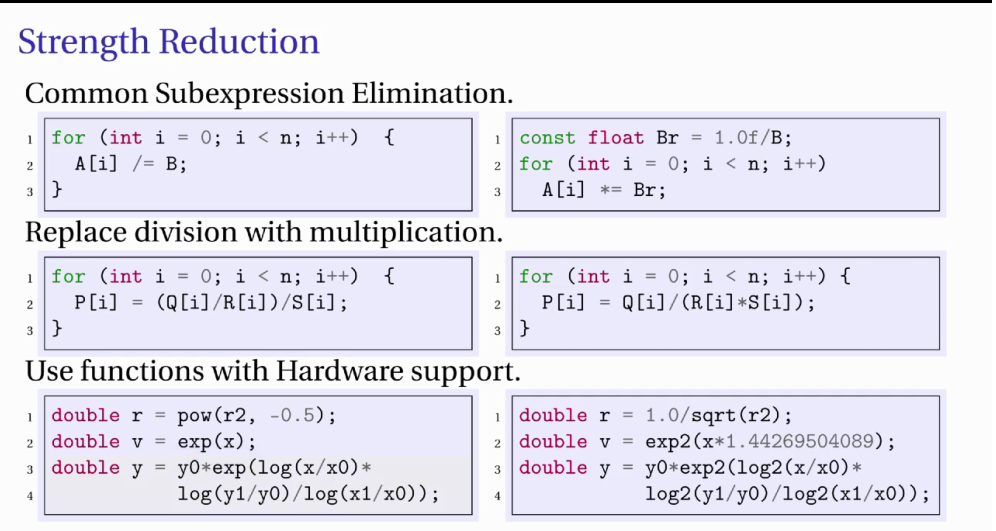 Strength Reduction
Common Subexpression Elimination.
1 for (int i = 0; i < n; i++) {
2   A[i] /= B;
3 }
1 const float Br = 1.0f/B;
2 for (int i = 0; i < n; i++)
3   A[i] *= Br;
Replace division with multiplication.
1 for (int i = 0; i < n; i++) {
2   P[i] = (Q[i]/R[i])/S[i];
3 }
1 for (int i = 0; i < n; i++) {
2   P[i] = Q[i]/(R[i]*S[i]);
3 }
Use functions with Hardware support.
1 double r = pow(r2, -0.5);
2 double v = exp(x);
3 double y = y0*exp(log(x/x0)*
4            log(y1/y0)/log(x1/x0));
1 double r = 1.0/sqrt(r2);
2 double v = exp2(x*1.44269504089);
3 double y = y0*exp2(log2(x/x0)*
4            log2(y1/y0)/log2(x1/x0));